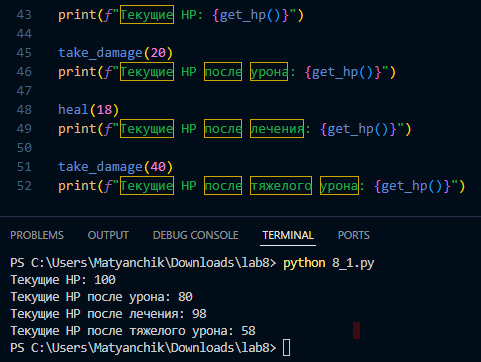 43 print(f"Текущие HP: {get_hp()}")
44
45 take_damage(20)
46 print(f"Текущие HP после урона: {get_hp()}")
47
48 heal(18)
49 print(f"Текущие HP после лечения: {get_hp()}")
50
51 take_damage(40)
52 print(f"Текущие HP после тяжелого урона: {get_hp()}")
PROBLEMS OUTPUT DEBUG CONSOLE TERMINAL PORTS
PS C:\Users\Matyanchik\Downloads\lab8> python 8_1.py
Текущие HP: 100
Текущие HP после урона: 80
Текущие HP после лечения: 98
Текущие HP после тяжелого урона: 58
PS C:\Users\Matyanchik\Downloads\lab8>